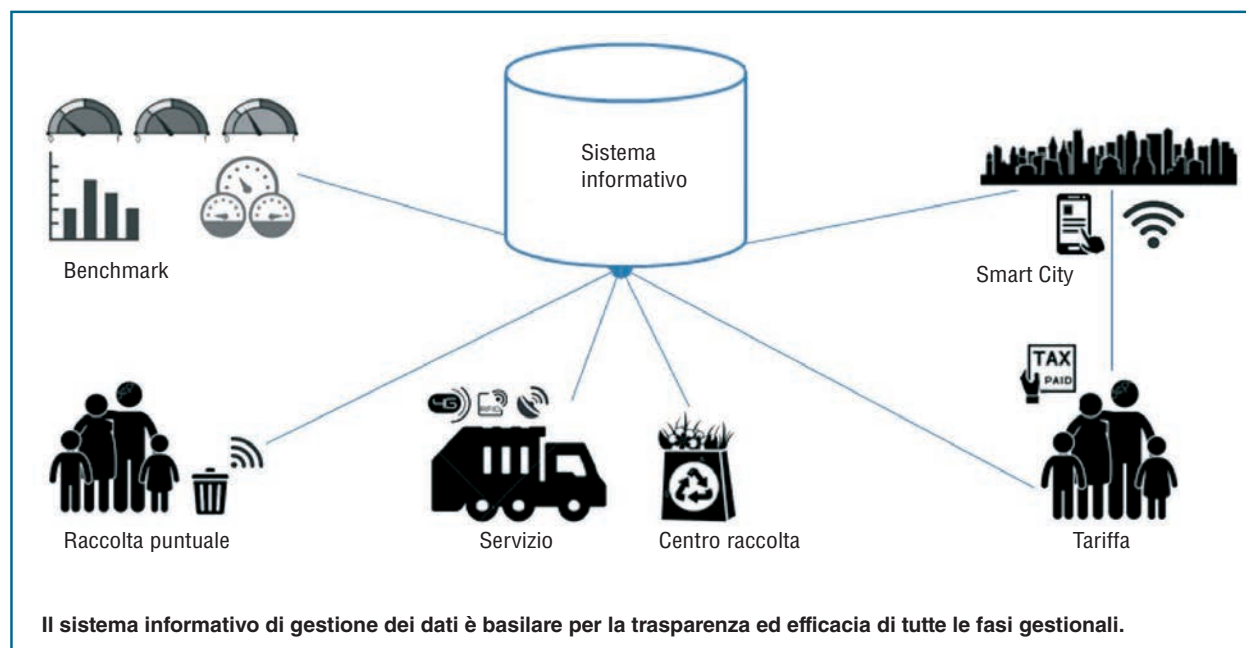 Sistema
informativo
Benchmark
Smart City
TAX
PAID
Raccolta puntuale
4G
RFID
Servizio
Centro raccolta
Tariffa
Il sistema informativo di gestione dei dati è basilare per la trasparenza ed efficacia di tutte le fasi gestionali.